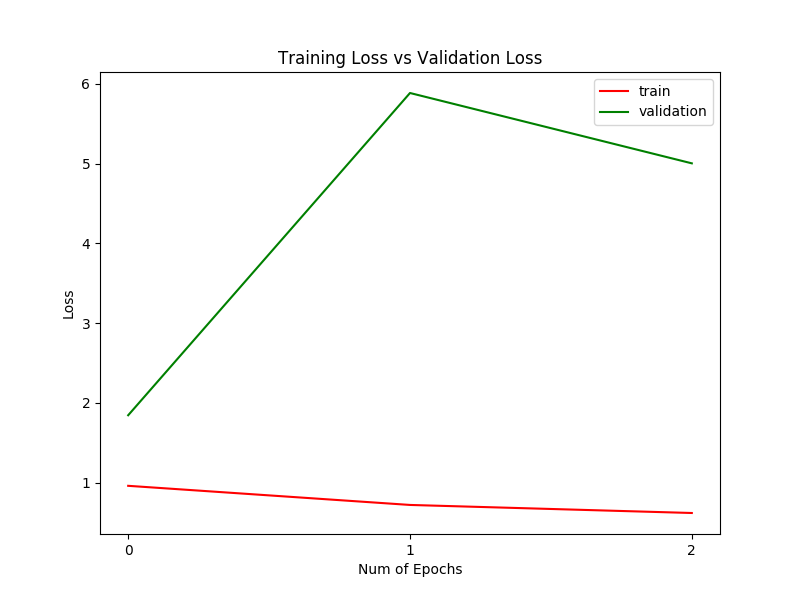 Training Loss vs Validation Loss
train
validation
6
5
4
3
2
1
Loss
0 1 2
Num of Epochs